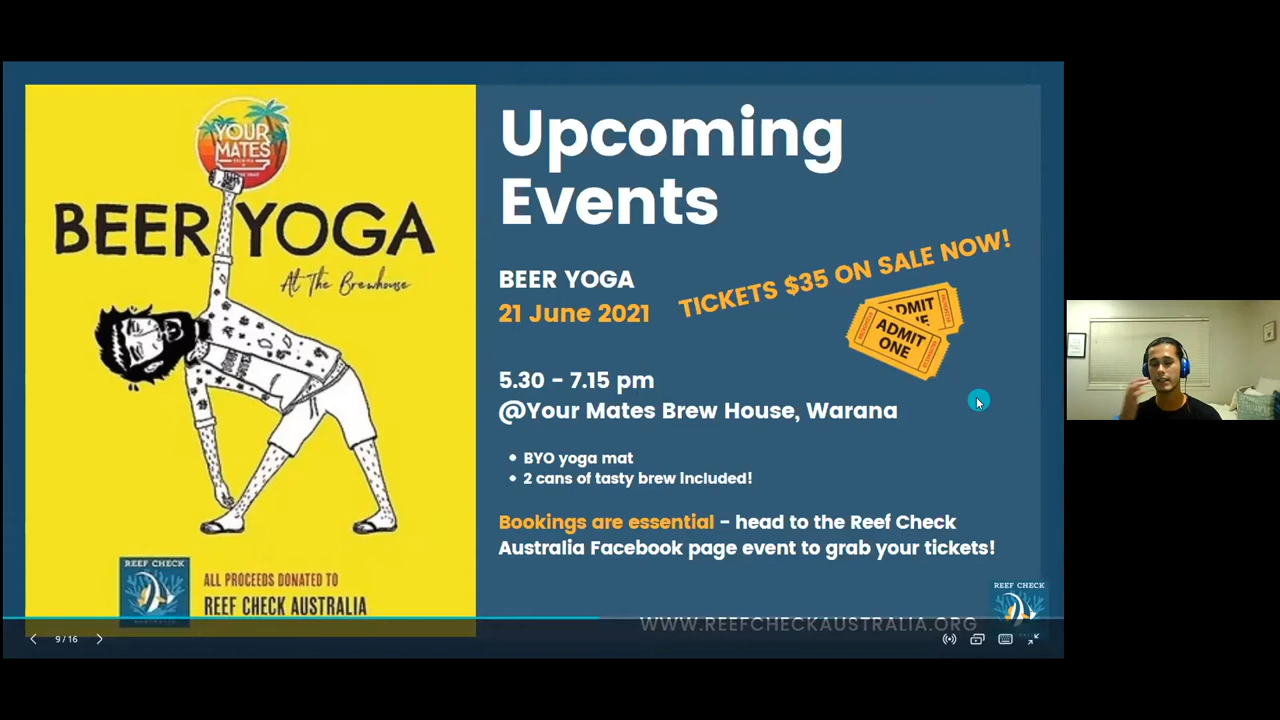 YOUR
MATES
BREWING
BEER YOGA
At The Brewhouse
REEF CHECK
ALL PROCEEDS DONATED TO
REEF CHECK AUSTRALIA
Upcoming
Events
BEER YOGA
21 June 2021
TICKETS $35 ON SALE NOW!
ADMIT
ADMIT
ONE
5.30 - 7.15 pm
@Your Mates Brew House, Warana
• BYO yoga mat
• 2 cans of tasty brew included!
Bookings are essential - head to the Reef Check
Australia Facebook page event to grab your tickets!
REEF CHECK
WWW.REEFCHECKAUSTRALIA.ORG
9 / 16